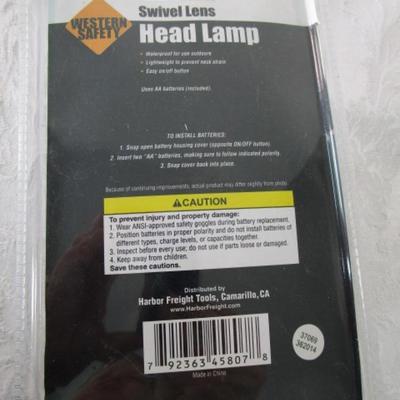 WESTERN
SAFETY
Swivel Lens
Head Lamp
• Waterproof for use outdoors
• Lightweight to prevent neck strain
• Easy on/off button
Uses AA batteries (included).
TO INSTALL BATTERIES:
1. Snap open battery housing cover (opposite ON/OFF button).
2. Insert two "AA" batteries, making sure to follow indicated polarity.
3. Snap cover back into place.
Because of continuing improvements, actual product may differ slightly from photo.
⚠CAUTION
To prevent injury and property damage:
1. Wear ANSI-approved safety goggles during battery replacement.
2. Position batteries in proper polarity and do not install batteries of
different types, charge levels, or capacities together.
3. Inspect before every use; do not use if parts loose or damaged.
4. Keep away from children.
Save these cautions.
Distributed by
Harbor Freight Tools, Camarillo, CA
www.HarborFreight.com
7 92363 45807 8
Made in China
37069
362014